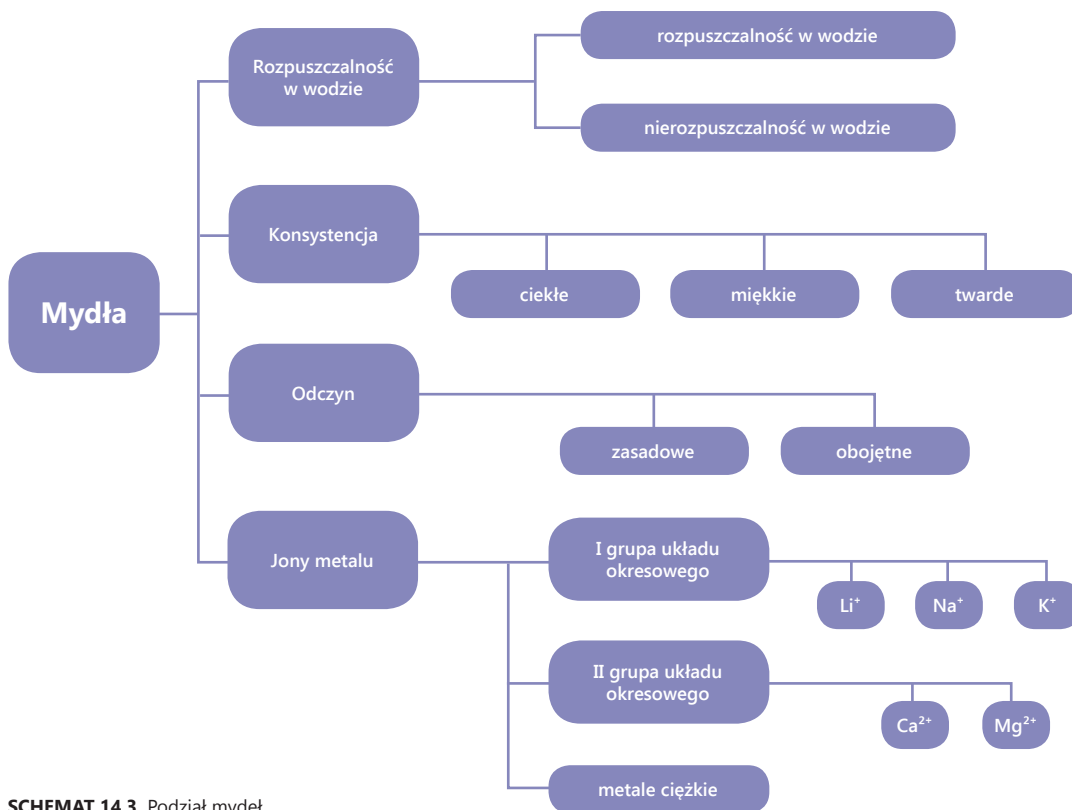 Mydła
Rozpuszczalność
w wodzie
rozpuszczalność w wodzie
nierozpuszczalność w wodzie
Konsystencja
ciekłe
miękkie
twarde
Odczyn
zasadowe
obojętne
Jony metalu
I grupa układu
okresowego
Li⁺
Na⁺
K⁺
II grupa układu
okresowego
Ca²⁺
Mg²⁺
metale ciężkie
SCHEMAT 14.3. Podział mydeł